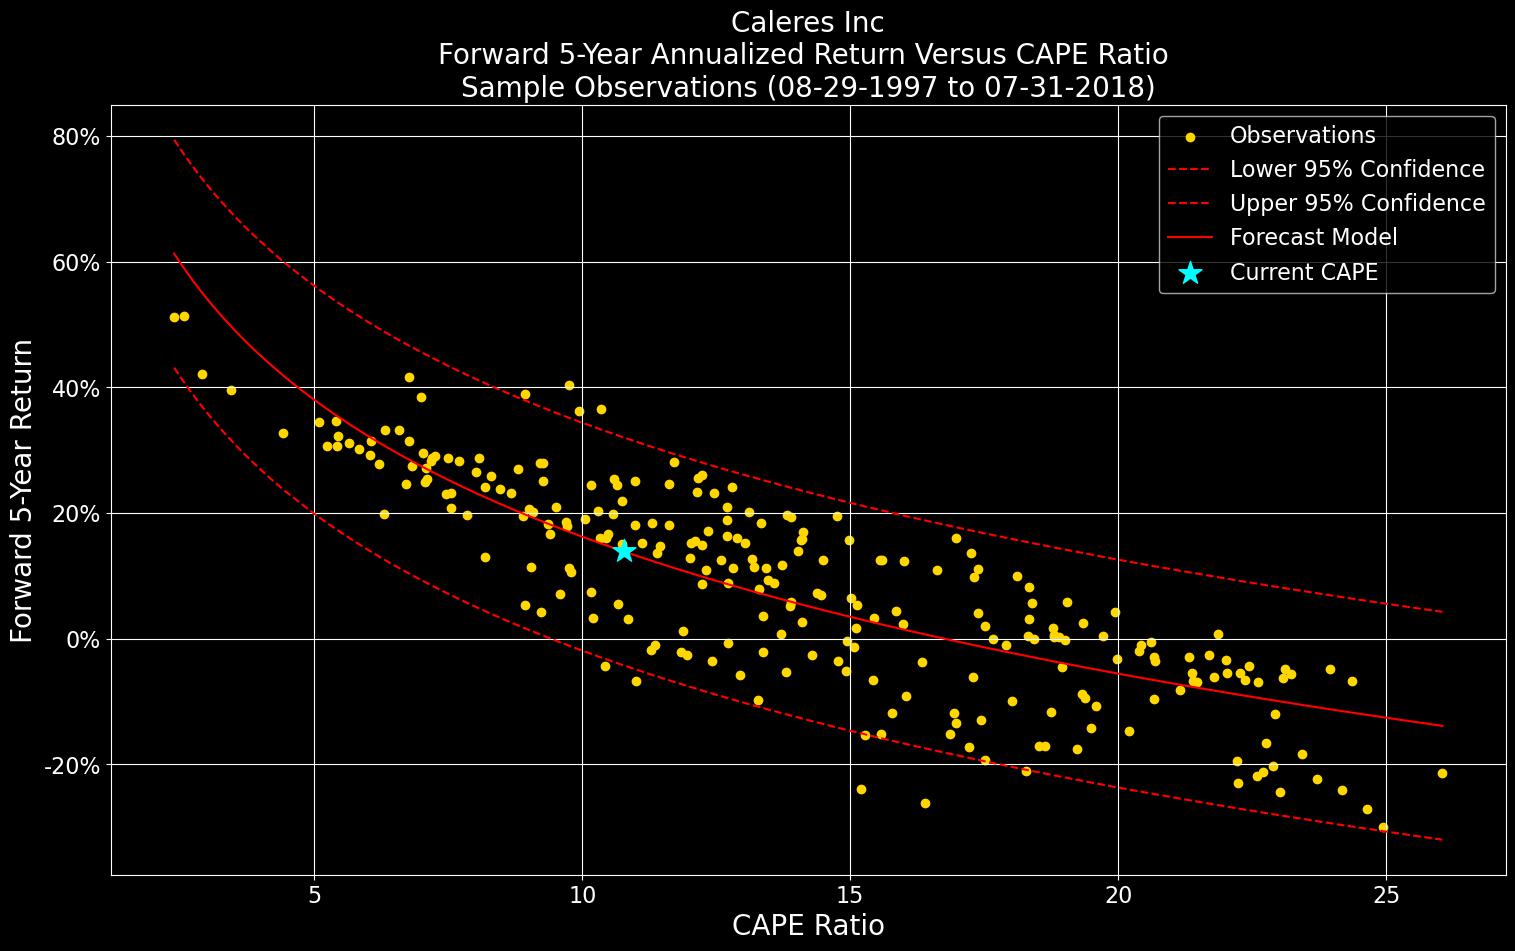 Caleres Inc
Forward 5-Year Annualized Return Versus CAPE Ratio
Sample Observations (08-29-1997 to 07-31-2018)
Observations
Lower 95% Confidence
Upper 95% Confidence
Forecast Model
Current CAPE
80%
60%
40%
20%
0%
-20%
Forward 5-Year Return
5
10
15
20
25
CAPE Ratio